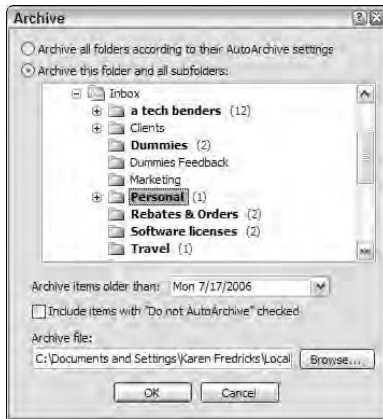 Archive
Archive all folders according to their AutoArchive settings
Archive this folder and all subfolders:
Inbox
a tech benders (12)
Clients
Dummies (2)
Dummies Feedback
Marketing
Personal (1)
Rebates & Orders (2)
Software licenses (2)
Travel (1)
Archive items older than: Mon 7/17/2006
Include items with "Do not AutoArchive" checked
Archive file:
C:\Documents and Settings\Karen Fredricks\Local Browse...
OK Cancel